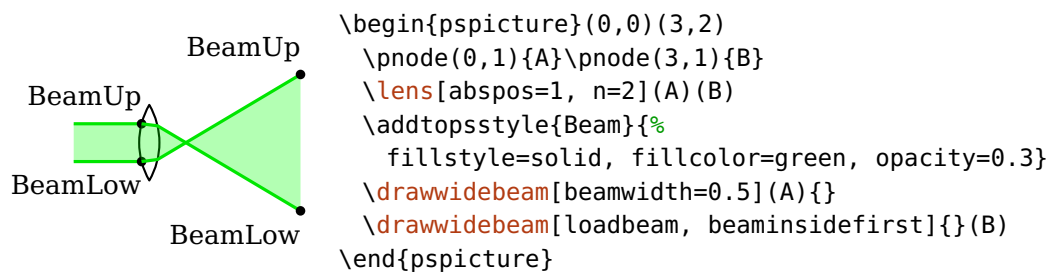 BeamUp
BeamUp
BeamLow
BeamLow
\begin{pspicture}(0,0)(3,2)
  \pnode(0,1){A}\pnode(3,1){B}
  \lens[abspos=1, n=2](A)(B)
  \addtopsstyle{Beam}{%
    fillstyle=solid, fillcolor=green, opacity=0.3}
  \drawwidebeam[beamwidth=0.5](A){}
  \drawwidebeam[loadbeam, beaminsidefirst]{}(B)
\end{pspicture}